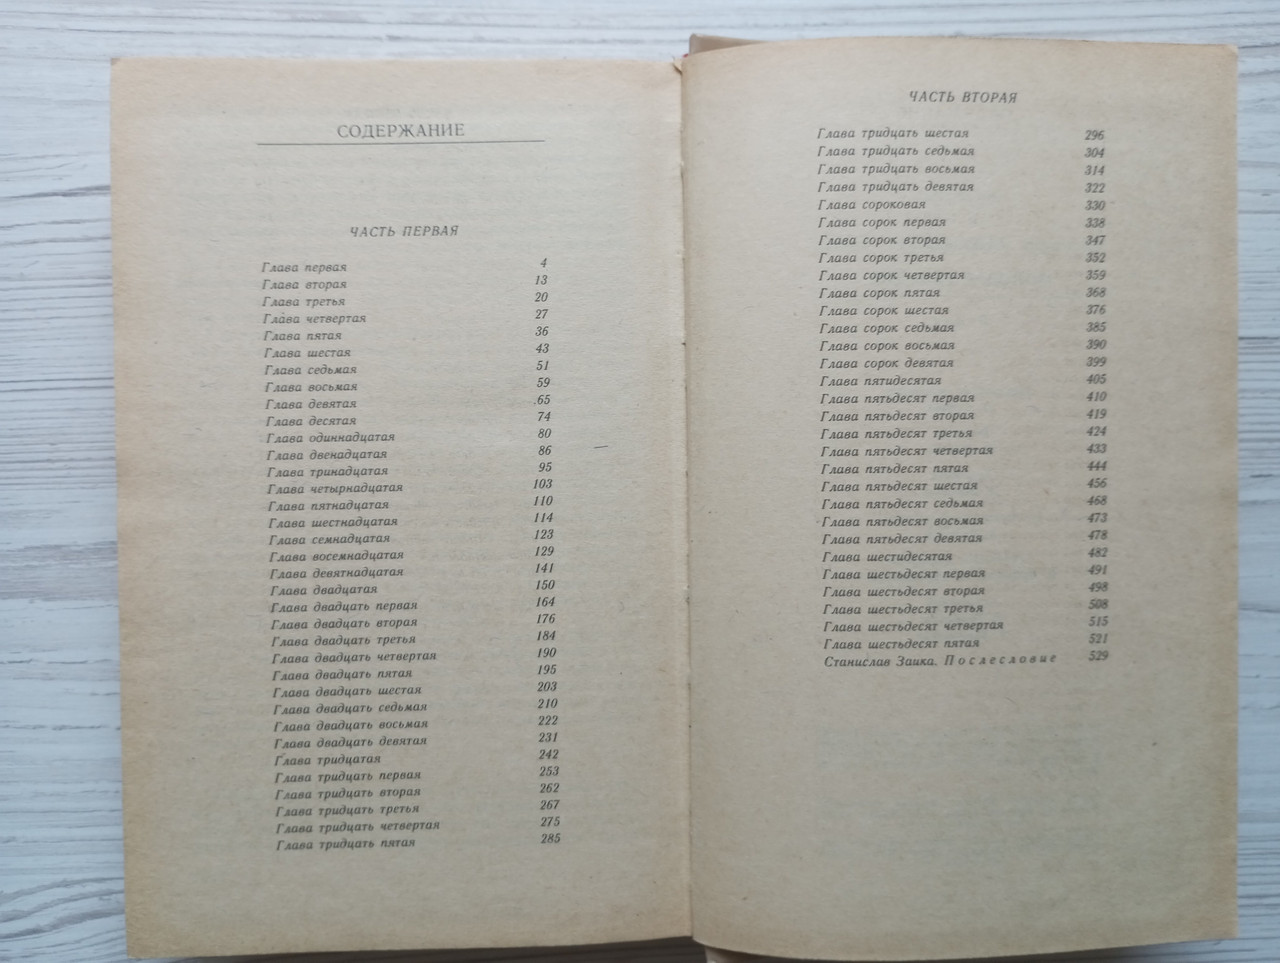 СОДЕРЖАНИЕ
ЧАСТЬ ПЕРВАЯ
Глава первая 4
Глава вторая 13
Глава третья 20
Глава четвертая 27
Глава пятая 36
Глава шестая 43
Глава седьмая 51
Глава восьмая 59
Глава девятая 65
Глава десятая 74
Глава одиннадцатая 80
Глава двенадцатая 86
Глава тринадцатая 95
Глава четырнадцатая 103
Глава пятнадцатая 110
Глава шестнадцатая 114
Глава семнадцатая 123
Глава восемнадцатая 129
Глава девятнадцатая 141
Глава двадцатая 150
Глава двадцать первая 164
Глава двадцать вторая 176
Глава двадцать третья 184
Глава двадцать четвертая 190
Глава двадцать пятая 195
Глава двадцать шестая 203
Глава двадцать седьмая 210
Глава двадцать восьмая 222
Глава двадцать девятая 231
Глава тридцатая 242
Глава тридцать первая 253
Глава тридцать вторая 262
Глава тридцать третья 267
Глава тридцать четвертая 275
Глава тридцать пятая 285
ЧАСТЬ ВТОРАЯ
Глава тридцать шестая 296
Глава тридцать седьмая 304
Глава тридцать восьмая 314
Глава тридцать девятая 322
Глава сороковая 330
Глава сорок первая 338
Глава сорок вторая 347
Глава сорок третья 352
Глава сорок четвертая 359
Глава сорок пятая 368
Глава сорок шестая 376
Глава сорок седьмая 385
Глава сорок восьмая 390
Глава сорок девятая 399
Глава пятидесятая 405
Глава пятьдесят первая 410
Глава пятьдесят вторая 419
Глава пятьдесят третья 424
Глава пятьдесят четвертая 433
Глава пятьдесят пятая 444
Глава пятьдесят шестая 456
Глава пятьдесят седьмая 468
Глава пятьдесят восьмая 473
Глава пятьдесят девятая 478
Глава шестидесятая 482
Глава шестьдесят первая 491
Глава шестьдесят вторая 498
Глава шестьдесят третья 508
Глава шестьдесят четвертая 515
Глава шестьдесят пятая 521
Станислав Заика. Послесловие 529